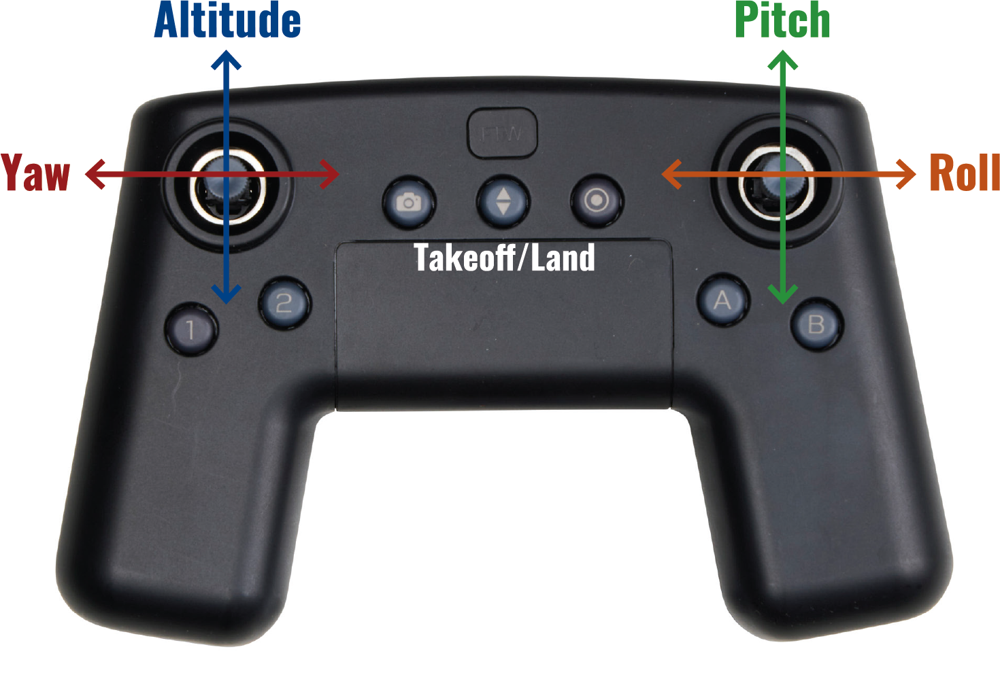 Altitude
Pitch
Yaw
Roll
Takeoff/Land
2
A
1
B